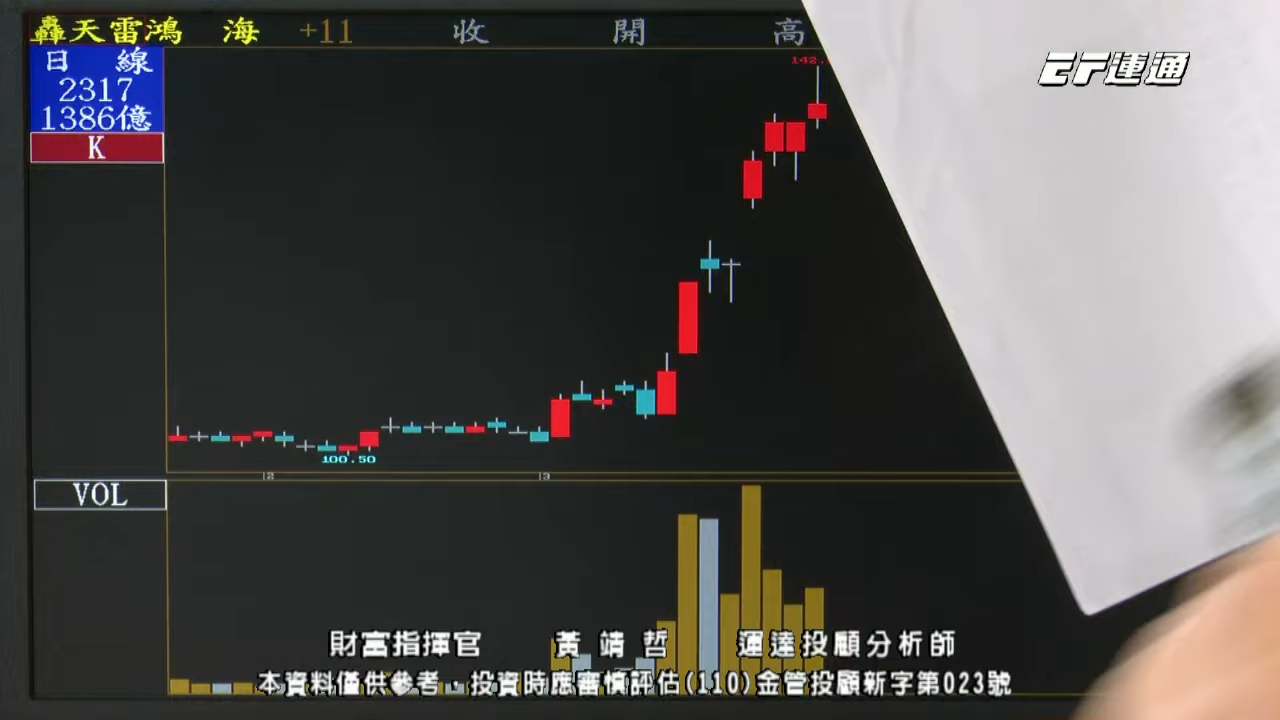 轟天雷鴻 海 +11 收 開 高
EF運通
日 線
2317
1386億
K
142.
100.50
2 3
VOL
財富指揮官 黃靖哲 運達投顧分析師
本資料僅供參考，投資時應審慎評估(110)金管投顧新字第023號